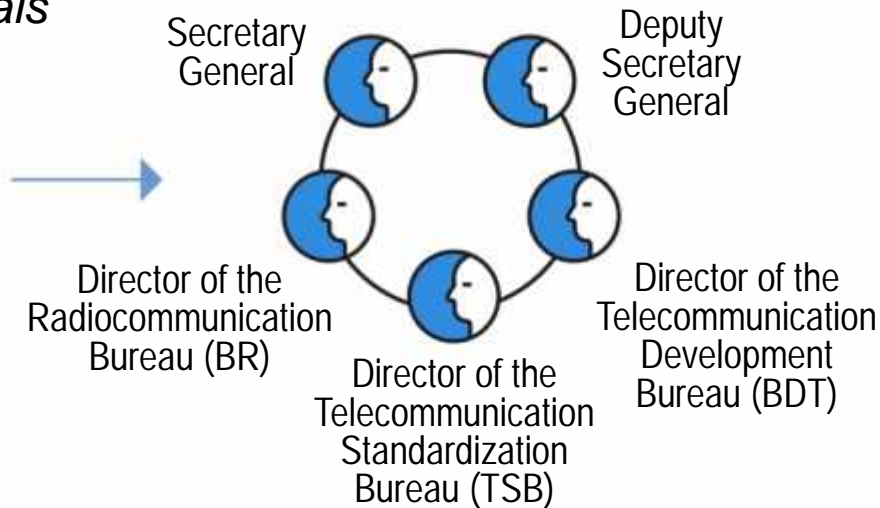 Secretary
General
Deputy
Secretary
General
Director of the
Radiocommunication
Bureau (BR)
Director of the
Telecommunication
Standardization
Bureau (TSB)
Director of the
Telecommunication
Development
Bureau (BDT)